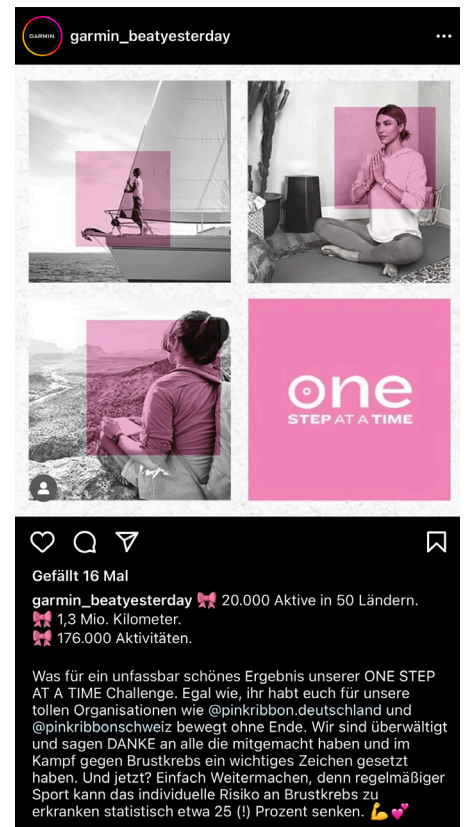 GARMIN.
garmin_beatyesterday
one
STEP AT A TIME
Gefällt 16 Mal
garmin_beatyesterday 🎀 20.000 Aktive in 50 Ländern.
🎀 1,3 Mio. Kilometer.
🎀 176.000 Aktivitäten.
Was für ein unfassbar schönes Ergebnis unserer ONE STEP
AT A TIME Challenge. Egal wie, ihr habt euch für unsere
tollen Organisationen wie @pinkribbon.deutschland und
@pinkribbonschweiz bewegt ohne Ende. Wir sind überwältigt
und sagen DANKE an alle die mitgemacht haben und im
Kampf gegen Brustkrebs ein wichtiges Zeichen gesetzt
haben. Und jetzt? Einfach Weitermachen, denn regelmäßiger
Sport kann das individuelle Risiko an Brustkrebs zu
erkranken statistisch etwa 25 (!) Prozent senken. 💪💕